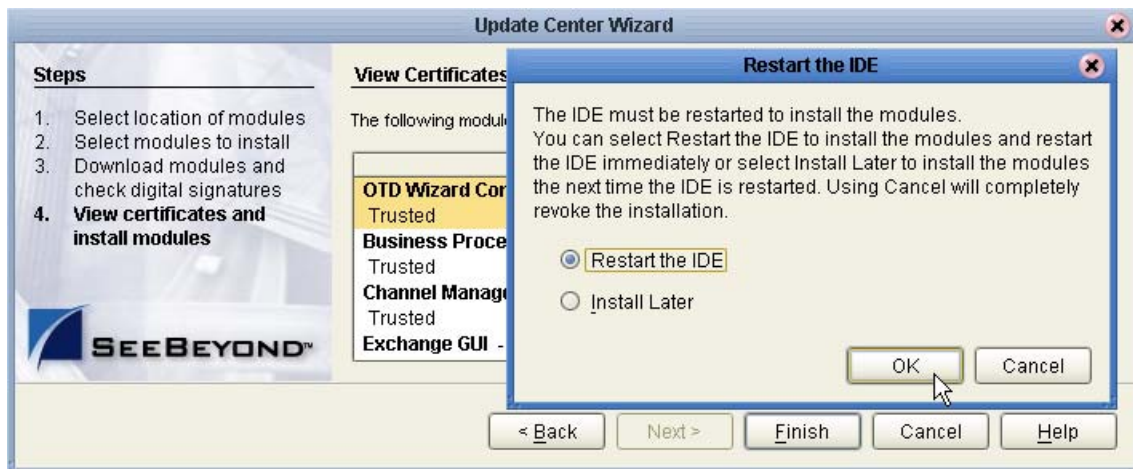 Update Center Wizard
Steps
1. Select location of modules
2. Select modules to install
3. Download modules and
check digital signatures
4. View certificates and
install modules
SEEBEYOND™
View Certificates
The following
OTD Wizard
Trusted
Business
Trusted
Channel
Trusted
Exchange GUI -
Restart the IDE
The IDE must be restarted to install the modules.
You can select Restart the IDE to install the modules and restart
the IDE immediately or select Install Later to install the modules
the next time the IDE is restarted. Using Cancel will completely
revoke the installation.
Restart the IDE
Install Later
OK
Cancel
< Back
Next >
Finish
Cancel
Help